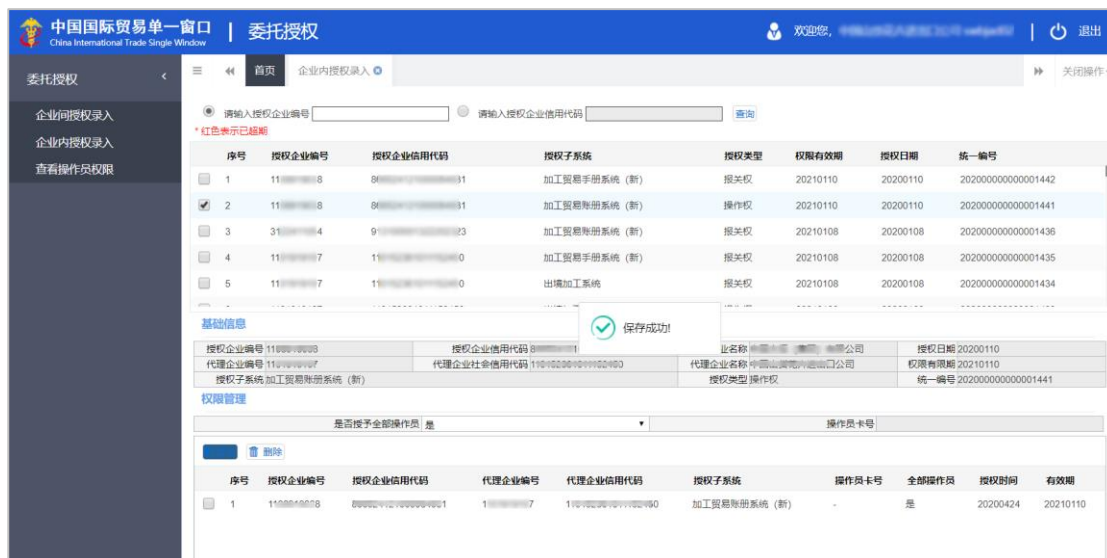 中国国际贸易单一窗口 | 委托授权 欢迎您, | 退出
China International Trade Single Window
委托授权 首页 企业内授权录入 关闭操作
企业间授权录入
企业内授权录入
查看操作员权限
请输入授权企业编号 请输入授权企业信用代码 查询
*红色表示已超期
序号 授权企业编号 授权企业信用代码 授权子系统 授权类型 权限有效期 授权日期 统一编号
1 加工贸易手册系统（新） 报关权 20210110 20200110 202000000000001442
2 加工贸易账册系统（新） 操作权 20210110 20200110 202000000000001441
3 加工贸易账册系统（新） 报关权 20210108 20200108 202000000000001436
4 加工贸易手册系统（新） 报关权 20210108 20200108 202000000000001435
5 出境加工系统 报关权 20210108 20200108 202000000000001434
保存成功!
基础信息
授权企业编号 授权企业信用代码 业名称 公司 授权日期 20200110
代理企业编号 代理企业社会信用代码 代理企业名称 公司 权限有限期 20210110
授权子系统 加工贸易账册系统（新） 授权类型 操作权 统一编号 202000000000001441
权限管理
是否授予全部操作员 是 操作员卡号
删除
序号 授权企业编号 授权企业信用代码 代理企业编号 代理企业信用代码 授权子系统 操作员卡号 全部操作员 授权时间 有效期
1 加工贸易账册系统（新） - 是 20200424 20210110